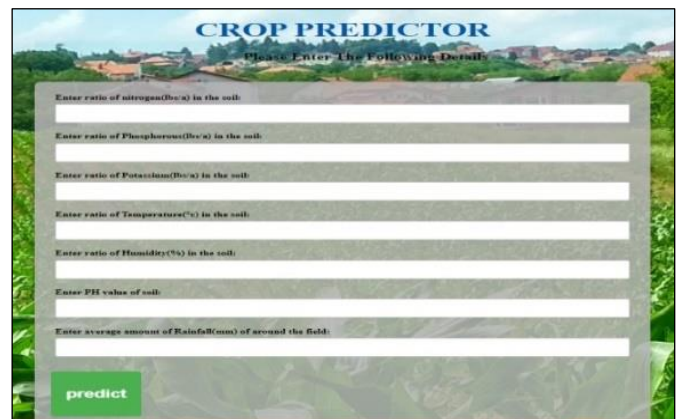 CROP PREDICTOR
Please Enter The Following Details
Enter ratio of nitrogen(lbs/a) in the soil:
Enter ratio of Phosphorous(lbs/a) in the soil:
Enter ratio of Potassium(lbs/a) in the soil:
Enter ratio of Temperature(°c) in the soil:
Enter ratio of Humidity(%) in the soil:
Enter PH value of soil:
Enter average amount of Rainfall(mm) of around the field:
predict